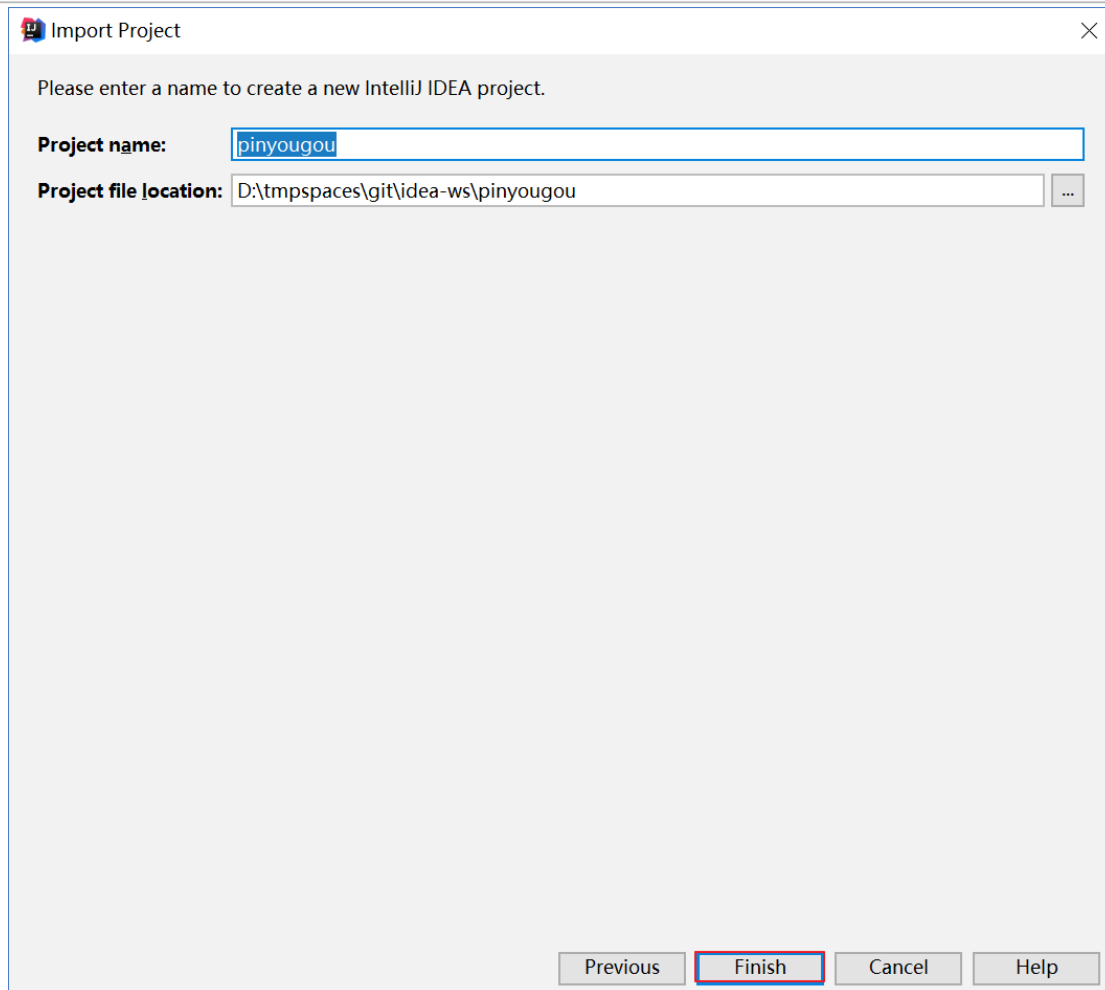 Import Project
Please enter a name to create a new IntelliJ IDEA project.
Project name: pinyougou
Project file location: D:\tmpspaces\git\idea-ws\pinyougou ...
Previous Finish Cancel Help